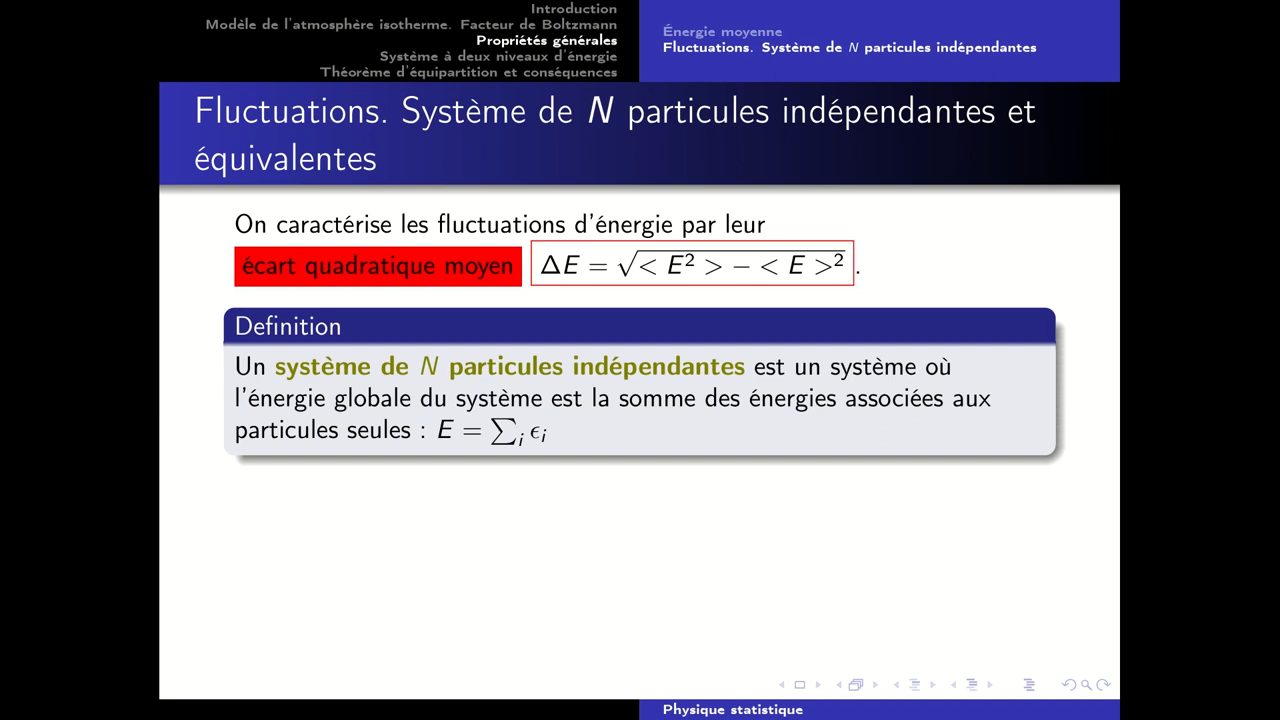 Introduction
Modèle de l'atmosphère isotherme. Facteur de Boltzmann
Propriétés générales
Système à deux niveaux d'énergie
Théorème d'équipartition et conséquences
Énergie moyenne
Fluctuations. Système de N particules indépendantes
Fluctuations. Système de N particules indépendantes et
équivalentes
On caractérise les fluctuations d'énergie par leur
écart quadratique moyen ΔE = √(< E² > − < E >²).
Definition
Un système de N particules indépendantes est un système où
l'énergie globale du système est la somme des énergies associées aux
particules seules : E = ∑ᵢ ϵᵢ
Physique statistique